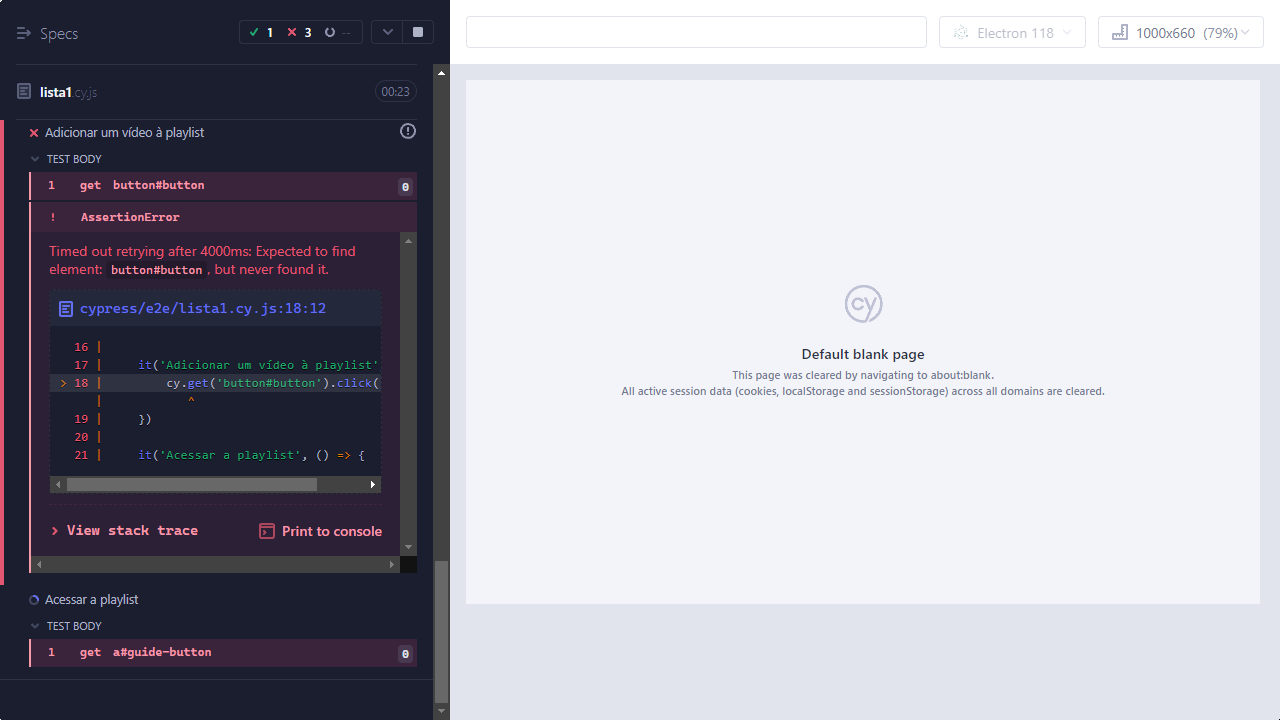 Specs
1
3
--
Electron 118
1000x660 (79%)
lista1.cy.js
00:23
Adicionar um vídeo à playlist
TEST BODY
1 get button#button 0
! AssertionError
Timed out retrying after 4000ms: Expected to find
element: button#button, but never found it.
cypress/e2e/lista1.cy.js:18:12
16 |
17 | it('Adicionar um vídeo à playlist'
> 18 | cy.get('button#button').click(
| ^
19 | })
20 |
21 | it('Acessar a playlist', () => {
View stack trace
Print to console
Acessar a playlist
TEST BODY
1 get a#guide-button 0
cy
Default blank page
This page was cleared by navigating to about:blank.
All active session data (cookies, localStorage and sessionStorage) across all domains are cleared.